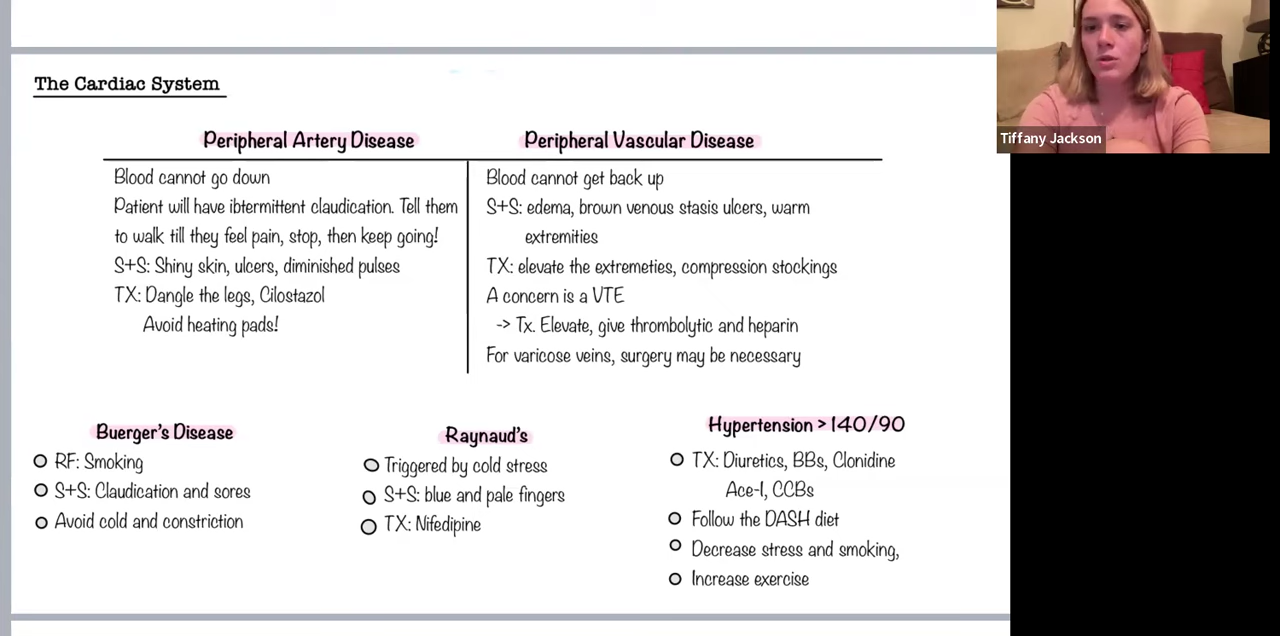 The Cardiac System
Tiffany Jackson
Peripheral Artery Disease
Blood cannot go down
Patient will have ibtermittent claudication. Tell them
to walk till they feel pain, stop, then keep going!
S+S: Shiny skin, ulcers, diminished pulses
TX: Dangle the legs, Cilostazol
Avoid heating pads!
Peripheral Vascular Disease
Blood cannot get back up
S+S: edema, brown venous stasis ulcers, warm
extremities
TX: elevate the extremeties, compression stockings
A concern is a VTE
-> Tx. Elevate, give thrombolytic and heparin
For varicose veins, surgery may be necessary
Buerger's Disease
RF: Smoking
S+S: Claudication and sores
Avoid cold and constriction
Raynaud's
Triggered by cold stress
S+S: blue and pale fingers
TX: Nifedipine
Hypertension > 140/90
TX: Diuretics, BBs, Clonidine
Ace-I, CCBs
Follow the DASH diet
Decrease stress and smoking,
Increase exercise